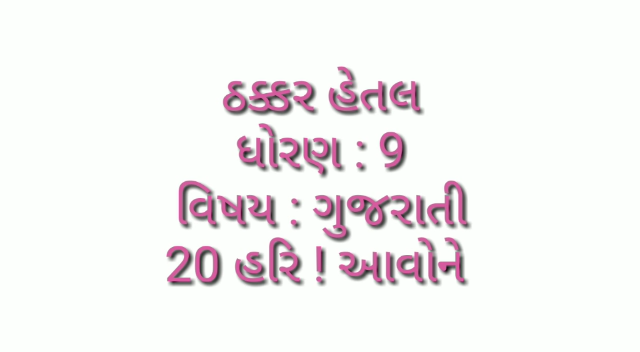 ઠક્કર હેતલ
ધોરણ : 9
વિષય : ગુજરાતી
20 હરિ ! આવોને